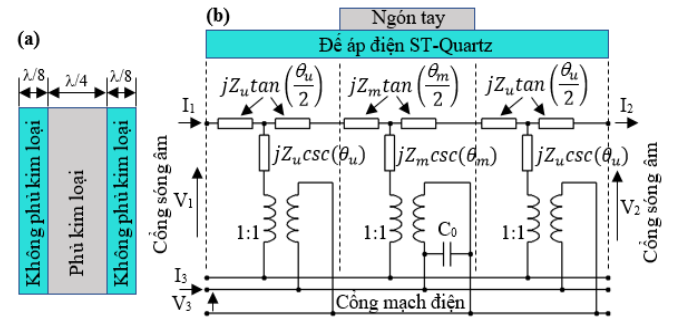 (a)
λ/8
λ/4
λ/8
Không phủ kim loại
Phủ kim loại
Không phủ kim loại
(b)
Ngón tay
Đế áp điện ST-Quartz
jZ_u tan(θ_u/2)
jZ_m tan(θ_m/2)
jZ_u tan(θ_u/2)
I₁
I₂
jZ_u csc(θ_u)
jZ_m csc(θ_m)
jZ_u csc(θ_u)
Cổng sóng âm
V₁
1:1
1:1
C₀
1:1
V₂
Cổng sóng âm
I₃
V₃
Cổng mạch điện